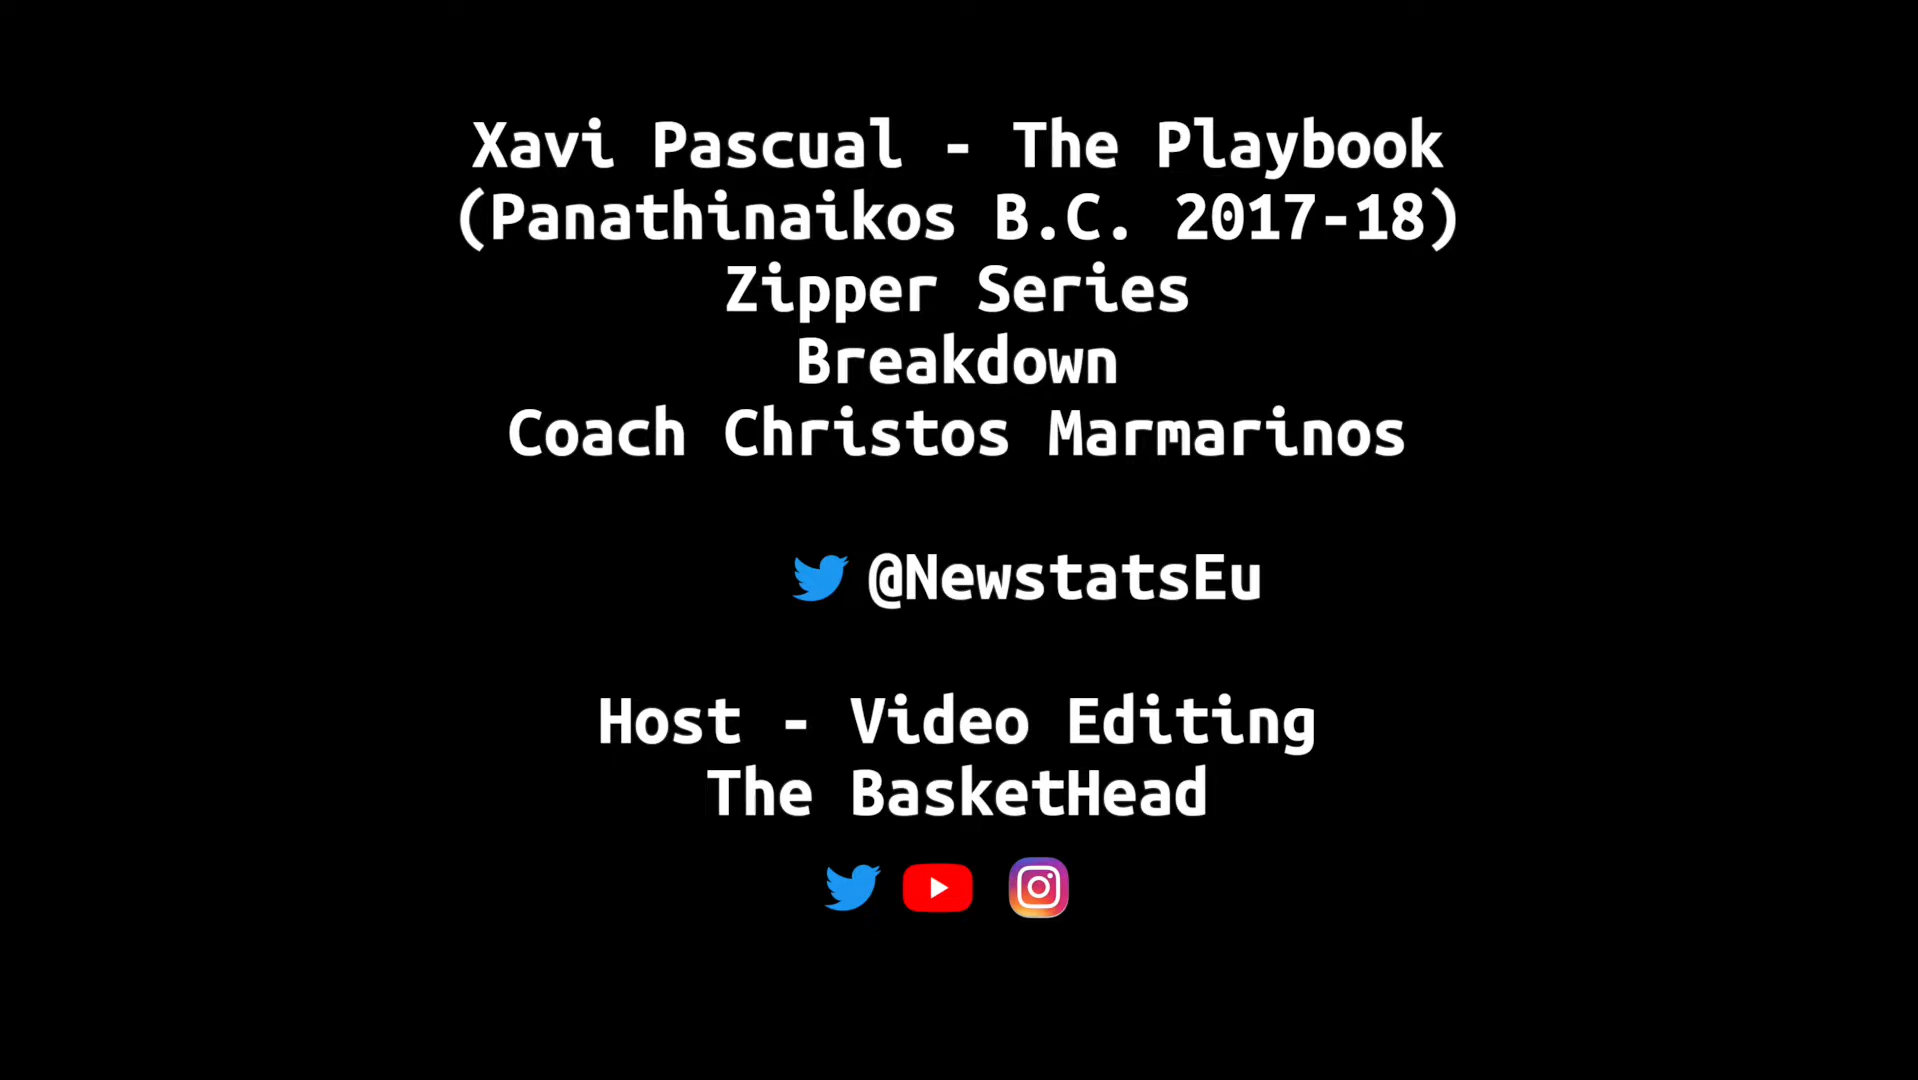 Xavi Pascual - The Playbook
(Panathinaikos B.C. 2017-18)
Zipper Series
Breakdown
Coach Christos Marmarinos
@NewstatsEu
Host - Video Editing
The BasketHead